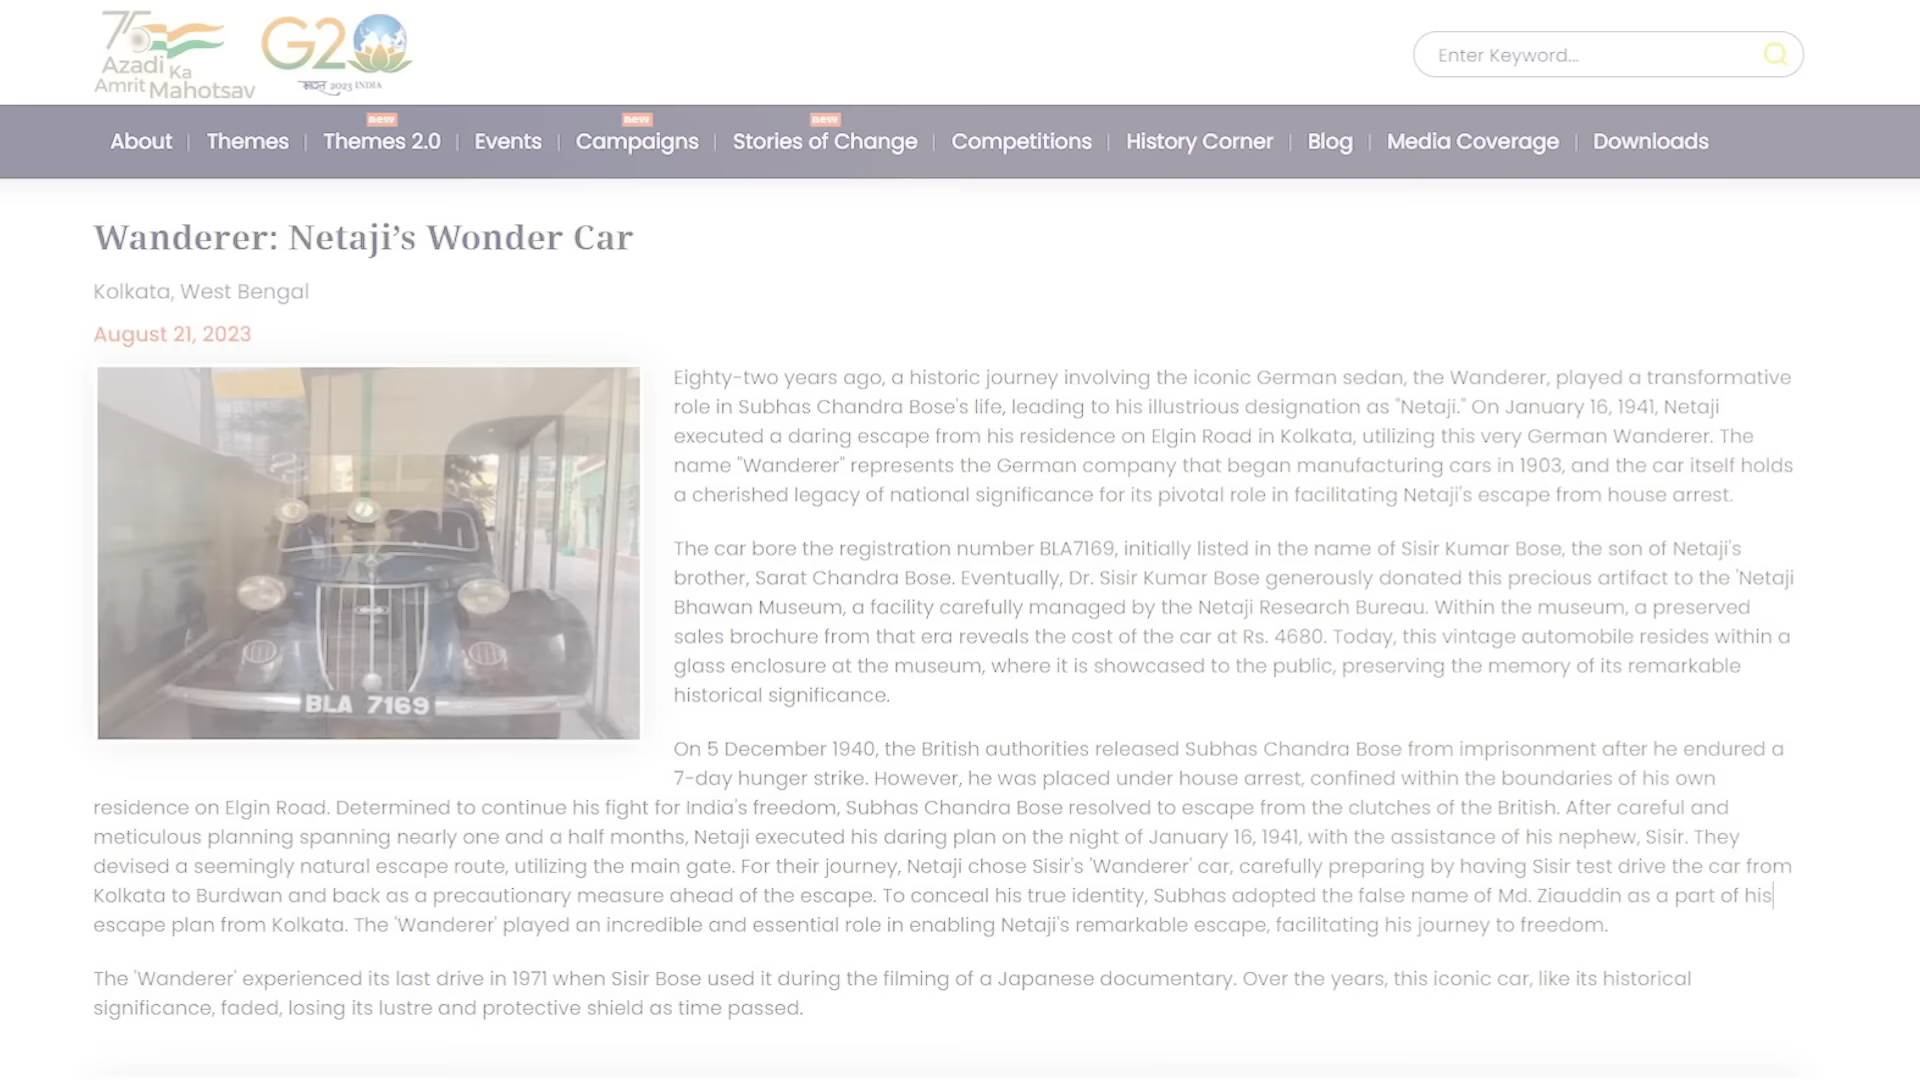 75
Azadi Ka
Amrit Mahotsav
G20
भारत 2023 INDIA
Enter Keyword...
new new new
About Themes Themes 2.0 Events Campaigns Stories of Change Competitions History Corner Blog Media Coverage Downloads
Wanderer: Netaji's Wonder Car
Kolkata, West Bengal
August 21, 2023
BLA 7169
Eighty-two years ago, a historic journey involving the iconic German sedan, the Wanderer, played a transformative
role in Subhas Chandra Bose's life, leading to his illustrious designation as "Netaji." On January 16, 1941, Netaji
executed a daring escape from his residence on Elgin Road in Kolkata, utilizing this very German Wanderer. The
name "Wanderer" represents the German company that began manufacturing cars in 1903, and the car itself holds
a cherished legacy of national significance for its pivotal role in facilitating Netaji's escape from house arrest.
The car bore the registration number BLA7169, initially listed in the name of Sisir Kumar Bose, the son of Netaji's
brother, Sarat Chandra Bose. Eventually, Dr. Sisir Kumar Bose generously donated this precious artifact to the 'Netaji
Bhawan Museum, a facility carefully managed by the Netaji Research Bureau. Within the museum, a preserved
sales brochure from that era reveals the cost of the car at Rs. 4680. Today, this vintage automobile resides within a
glass enclosure at the museum, where it is showcased to the public, preserving the memory of its remarkable
historical significance.
On 5 December 1940, the British authorities released Subhas Chandra Bose from imprisonment after he endured a
7-day hunger strike. However, he was placed under house arrest, confined within the boundaries of his own
residence on Elgin Road. Determined to continue his fight for India's freedom, Subhas Chandra Bose resolved to escape from the clutches of the British. After careful and
meticulous planning spanning nearly one and a half months, Netaji executed his daring plan on the night of January 16, 1941, with the assistance of his nephew, Sisir. They
devised a seemingly natural escape route, utilizing the main gate. For their journey, Netaji chose Sisir's 'Wanderer' car, carefully preparing by having Sisir test drive the car from
Kolkata to Burdwan and back as a precautionary measure ahead of the escape. To conceal his true identity, Subhas adopted the false name of Md. Ziauddin as a part of his
escape plan from Kolkata. The 'Wanderer' played an incredible and essential role in enabling Netaji's remarkable escape, facilitating his journey to freedom.
The 'Wanderer' experienced its last drive in 1971 when Sisir Bose used it during the filming of a Japanese documentary. Over the years, this iconic car, like its historical
significance, faded, losing its lustre and protective shield as time passed.